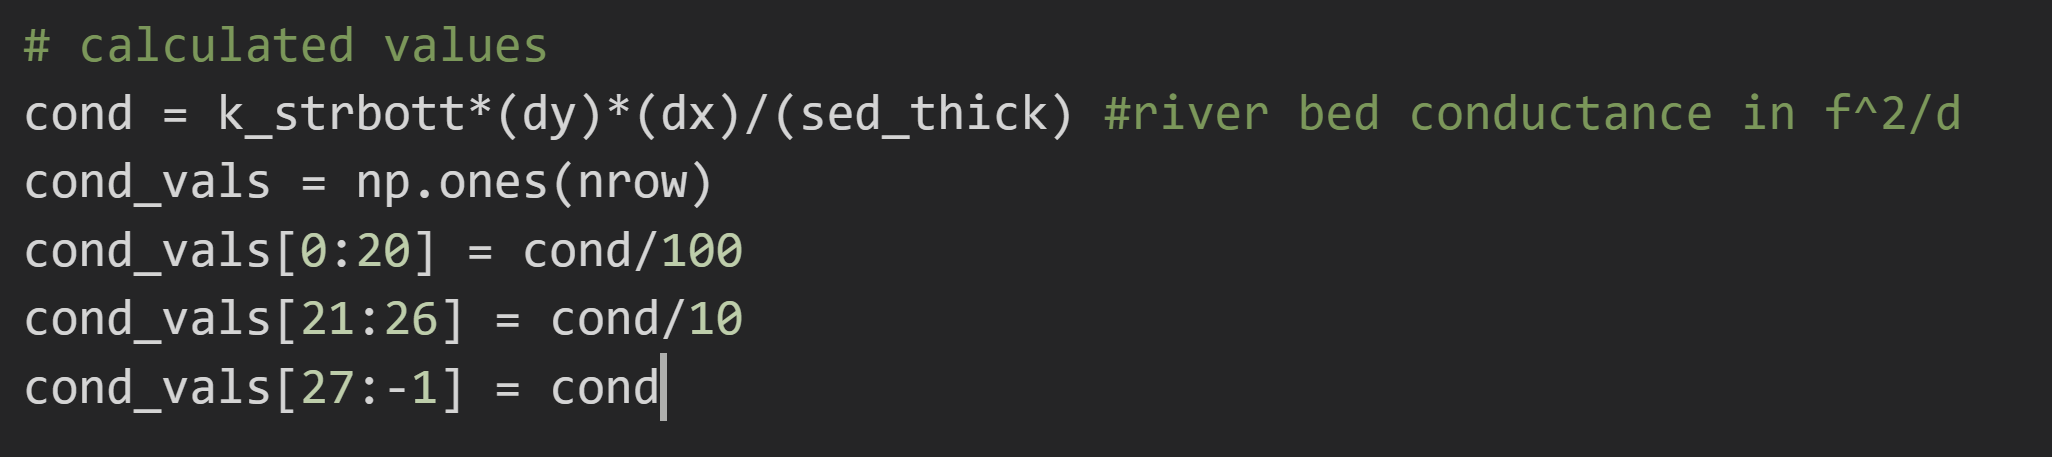 # calculated values
cond = k_strbott*(dy)*(dx)/(sed_thick) #river bed conductance in f^2/d
cond_vals = np.ones(nrow)
cond_vals[0:20] = cond/100
cond_vals[21:26] = cond/10
cond_vals[27:-1] = cond